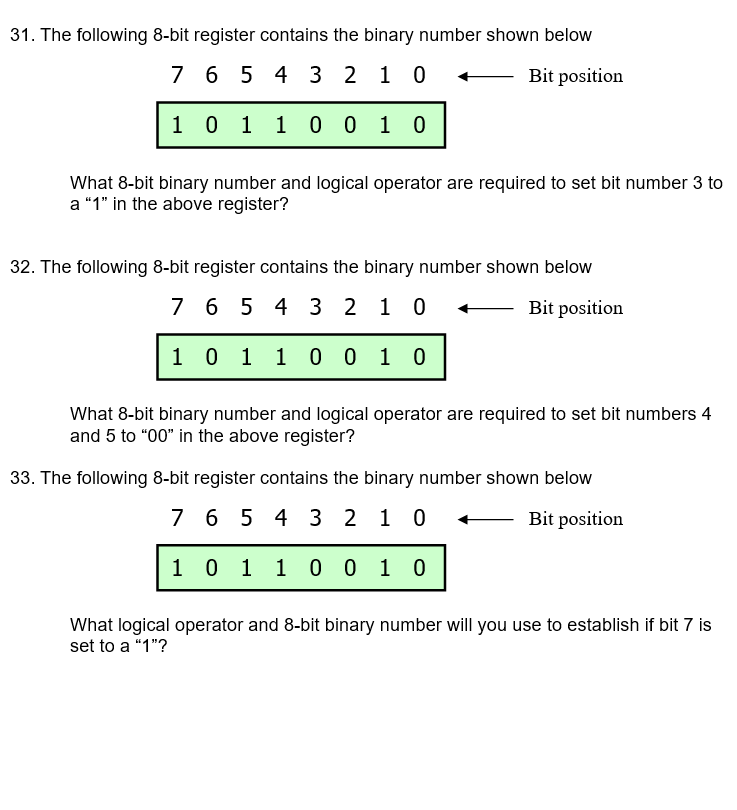 31. The following 8-bit register contains the binary number shown below
7 6 5 4 3 2 1 0 Bit position
1 0 1 1 0 0 1 0
What 8-bit binary number and logical operator are required to set bit number 3 to
a “1” in the above register?
32. The following 8-bit register contains the binary number shown below
7 6 5 4 3 2 1 0 Bit position
1 0 1 1 0 0 1 0
What 8-bit binary number and logical operator are required to set bit numbers 4
and 5 to “00” in the above register?
33. The following 8-bit register contains the binary number shown below
7 6 5 4 3 2 1 0 Bit position
1 0 1 1 0 0 1 0
What logical operator and 8-bit binary number will you use to establish if bit 7 is
set to a “1”?